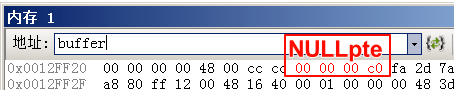 内存 1
地址: buffer
NULLpte
0x0012FF20 00 00 00 00 48 00 cc cc 00 00 00 c0 fa 2d 7a
0x0012FF2F a8 80 ff 12 00 48 16 40 00 01 00 00 00 48 3d